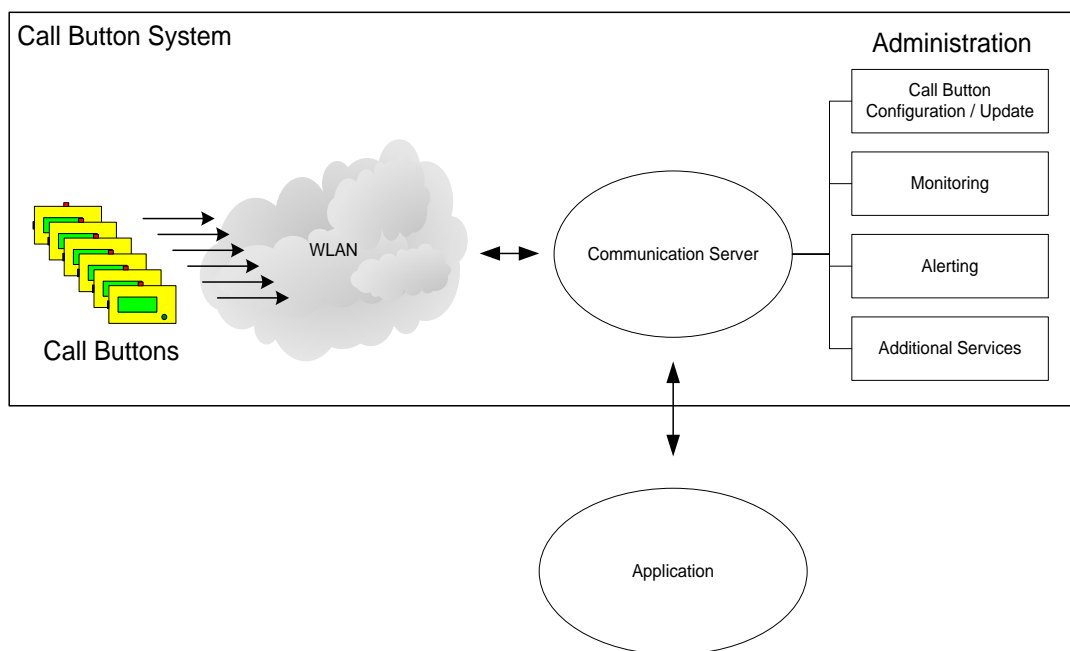 Call Button System
Administration
Call Button
Configuration / Update
Monitoring
WLAN
Communication Server
Alerting
Call Buttons
Additional Services
Application